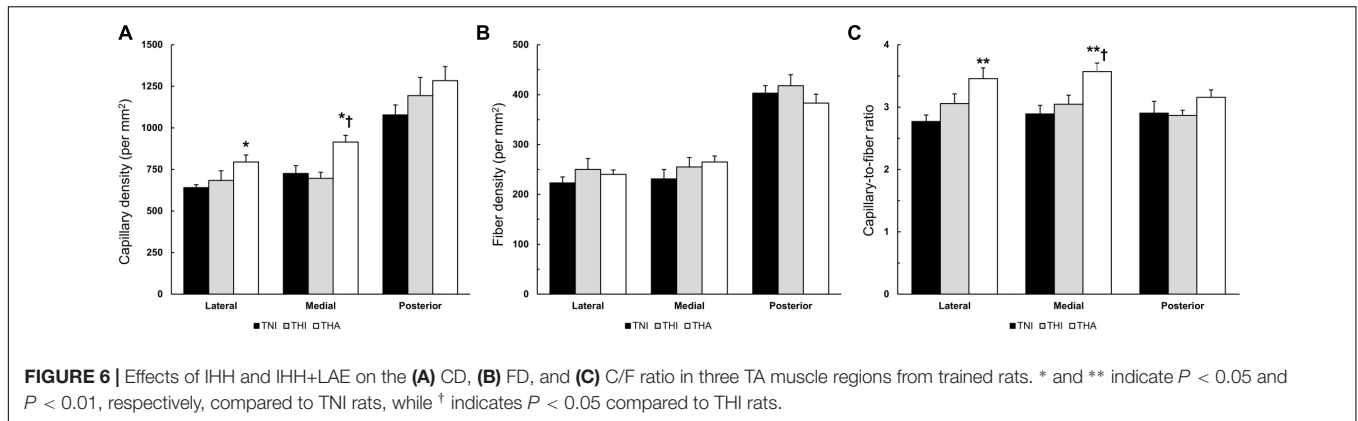 A
Capillary density (per mm²)
1500
1250
1000
750
500
250
0
*
*†
Lateral Medial Posterior
TNI THI THA
B
Fiber density (per mm²)
500
400
300
200
100
0
Lateral Medial Posterior
TNI THI THA
C
Capillary-to-fiber ratio
4
3
2
1
0
**
**†
Lateral Medial Posterior
TNI THI THA
FIGURE 6 | Effects of IHH and IHH+LAE on the (A) CD, (B) FD, and (C) C/F ratio in three TA muscle regions from trained rats. * and ** indicate P < 0.05 and
P < 0.01, respectively, compared to TNI rats, while † indicates P < 0.05 compared to THI rats.